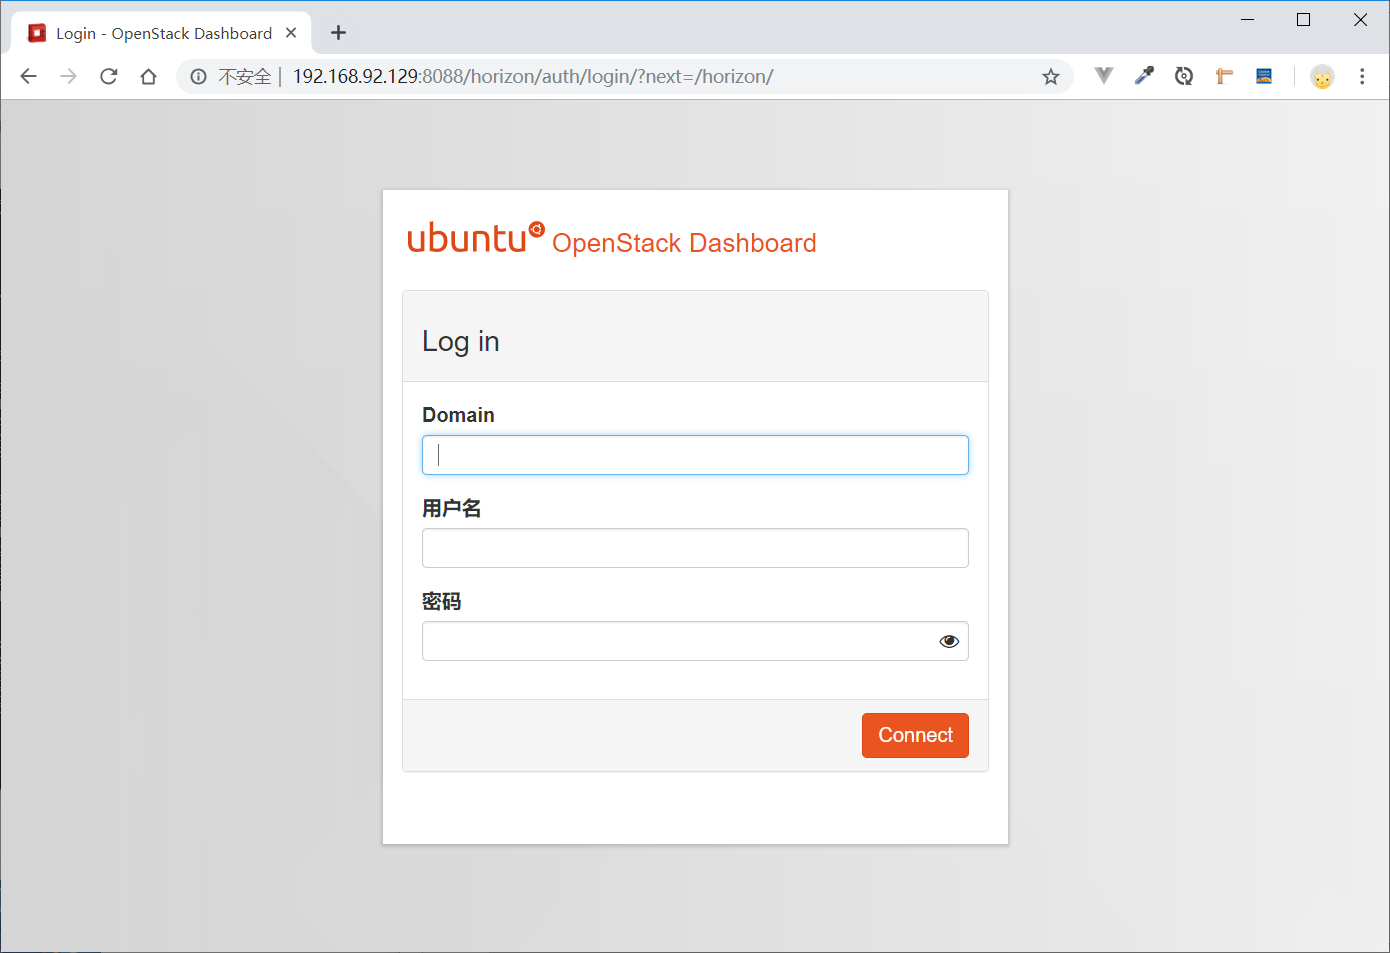 Login - OpenStack Dashboard
不安全 | 192.168.92.129:8088/horizon/auth/login/?next=/horizon/
ubuntu OpenStack Dashboard
Log in
Domain
用户名
密码
Connect